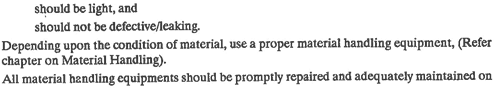 should be light, and
should not be defective/leaking.
Depending upon the condition of material, use a proper material handling equipment, (Refer
chapter on Material Handling).
All material handling equipments should be promptly repaired and adequately maintained on